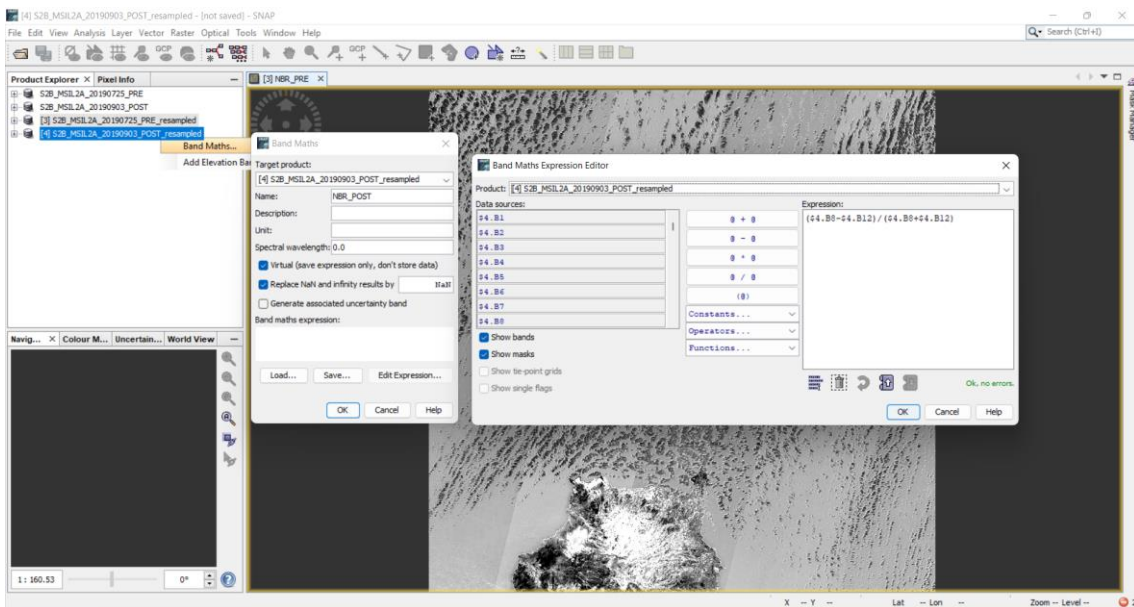 [4] S2B_MSIL2A_20190903_POST_resampled - [not saved] - SNAP
File Edit View Analysis Layer Vector Raster Optical Tools Window Help
Search (Ctrl+I)
GCP
GCP
Product Explorer × Pixel Info
S2B_MSIL2A_20190725_PRE
S2B_MSIL2A_20190903_POST
[3] S2B_MSIL2A_20190725_PRE_resampled
[4] S2B_MSIL2A_20190903_POST_resampled
Band Maths...
Add Elevation Ba
[3] NBR_PRE ×
Mask Manager
Band Maths
Target product:
[4] S2B_MSIL2A_20190903_POST_resampled
Name: NBR_POST
Description:
Unit:
Spectral wavelength: 0.0
Virtual (save expression only, don't store data)
Replace NaN and infinity results by NaN
Generate associated uncertainty band
Band maths expression:
Load... Save... Edit Expression...
OK Cancel Help
Band Maths Expression Editor
Product: [4] S2B_MSIL2A_20190903_POST_resampled
Data sources:
$4.B1
$4.B2
$4.B3
$4.B4
$4.B5
$4.B6
$4.B7
$4.B8
Show bands
Show masks
Show tie-point grids
Show single flags
@ + @
@ - @
@ * @
@ / @
(@)
Constants...
Operators...
Functions...
Expression:
($4.B8-$4.B12)/($4.B8+$4.B12)
Ok, no errors.
OK Cancel Help
Navig... × Colour M... Uncertain... World View
1 : 160.53
0°
X -- Y -- Lat -- Lon -- Zoom -- Level --